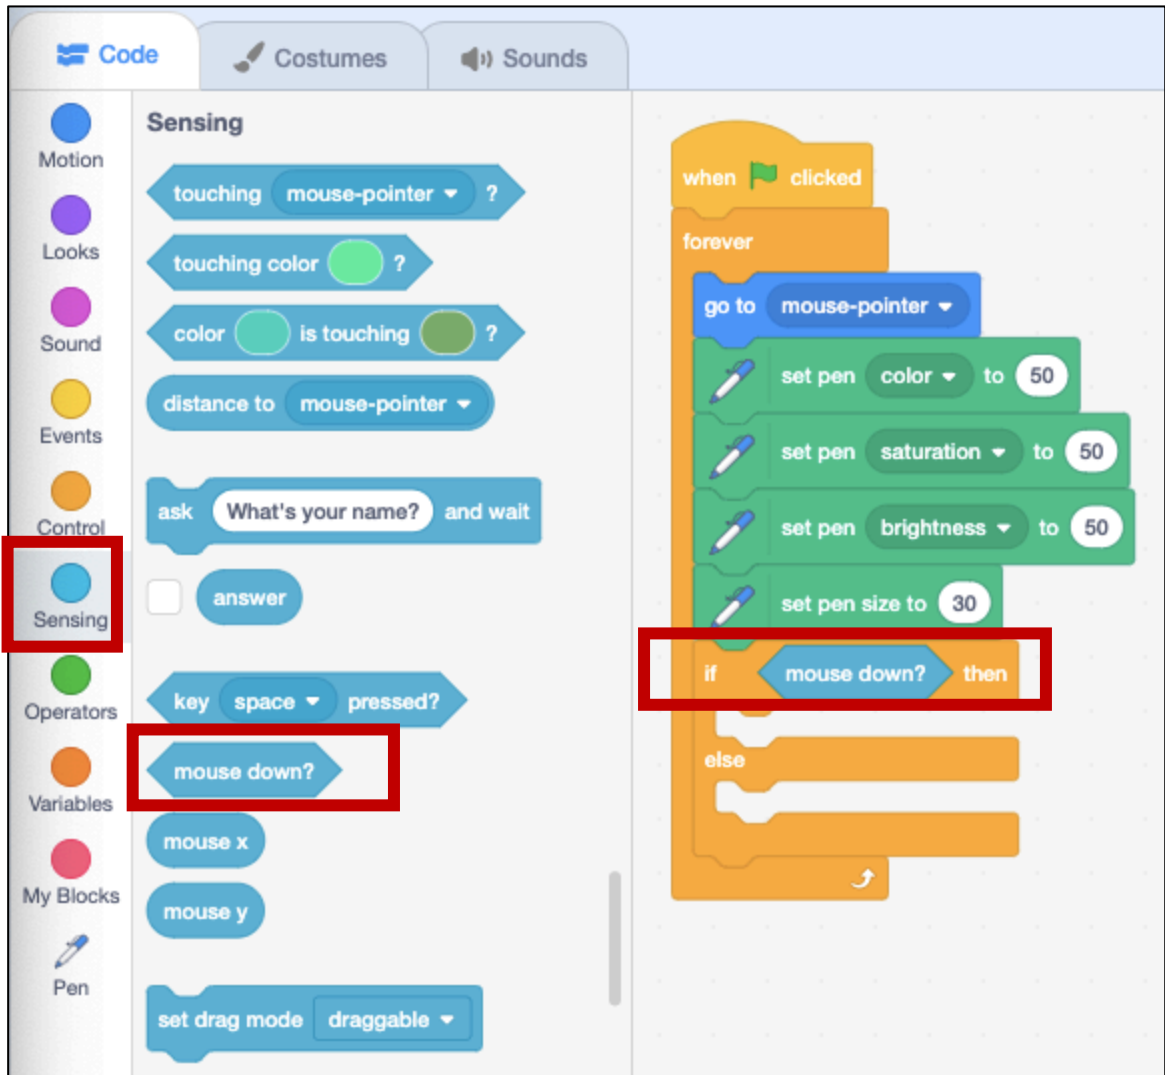 Code
Costumes
Sounds
Motion
Looks
Sound
Events
Control
Sensing
Operators
Variables
My Blocks
Pen
Sensing
touching mouse-pointer ?
touching color ?
color is touching ?
distance to mouse-pointer
ask What's your name? and wait
answer
key space pressed?
mouse down?
mouse x
mouse y
set drag mode draggable
when clicked
forever
go to mouse-pointer
set pen color to 50
set pen saturation to 50
set pen brightness to 50
set pen size to 30
if mouse down? then
else